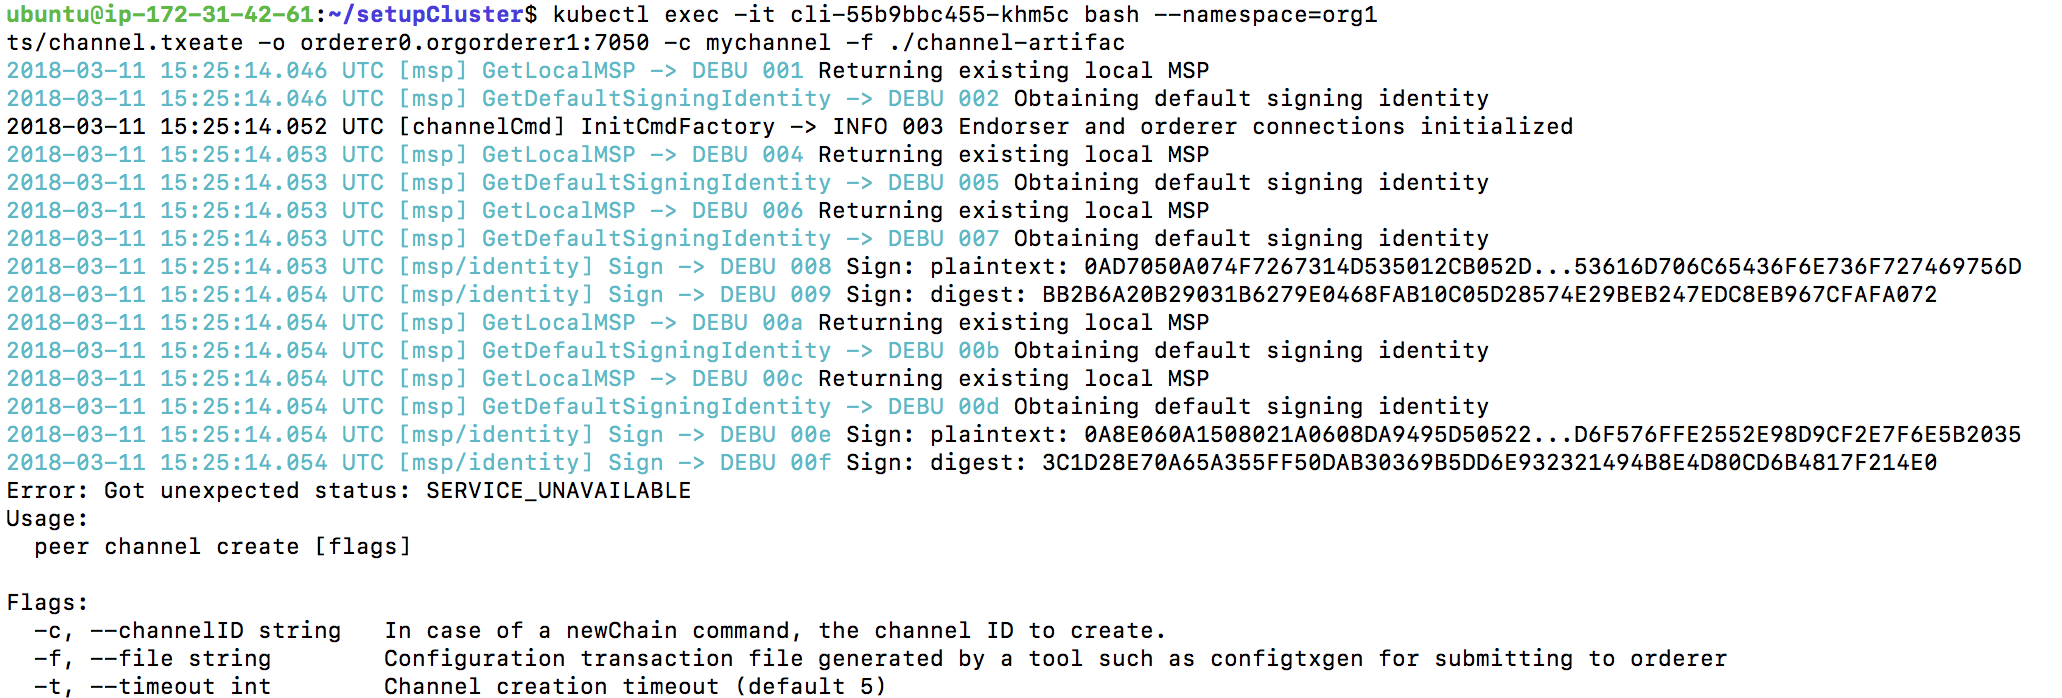 ubuntu@ip-172-31-42-61:~/setupCluster$ kubectl exec -it cli-55b9bbc455-khm5c bash --namespace=org1
ts/channel.txeate -o orderer0.orgorderer1:7050 -c mychannel -f ./channel-artifac
2018-03-11 15:25:14.046 UTC [msp] GetLocalMSP -> DEBU 001 Returning existing local MSP
2018-03-11 15:25:14.046 UTC [msp] GetDefaultSigningIdentity -> DEBU 002 Obtaining default signing identity
2018-03-11 15:25:14.052 UTC [channelCmd] InitCmdFactory -> INFO 003 Endorser and orderer connections initialized
2018-03-11 15:25:14.053 UTC [msp] GetLocalMSP -> DEBU 004 Returning existing local MSP
2018-03-11 15:25:14.053 UTC [msp] GetDefaultSigningIdentity -> DEBU 005 Obtaining default signing identity
2018-03-11 15:25:14.053 UTC [msp] GetLocalMSP -> DEBU 006 Returning existing local MSP
2018-03-11 15:25:14.053 UTC [msp] GetDefaultSigningIdentity -> DEBU 007 Obtaining default signing identity
2018-03-11 15:25:14.053 UTC [msp/identity] Sign -> DEBU 008 Sign: plaintext: 0AD7050A074F7267314D535012CB052D...53616D706C65436F6E736F727469756D
2018-03-11 15:25:14.054 UTC [msp/identity] Sign -> DEBU 009 Sign: digest: BB2B6A20B29031B6279E0468FAB10C05D28574E29BEB247EDC8EB967CFAFA072
2018-03-11 15:25:14.054 UTC [msp] GetLocalMSP -> DEBU 00a Returning existing local MSP
2018-03-11 15:25:14.054 UTC [msp] GetDefaultSigningIdentity -> DEBU 00b Obtaining default signing identity
2018-03-11 15:25:14.054 UTC [msp] GetLocalMSP -> DEBU 00c Returning existing local MSP
2018-03-11 15:25:14.054 UTC [msp] GetDefaultSigningIdentity -> DEBU 00d Obtaining default signing identity
2018-03-11 15:25:14.054 UTC [msp/identity] Sign -> DEBU 00e Sign: plaintext: 0A8E060A1508021A0608DA9495D50522...D6F576FFE2552E98D9CF2E7F6E5B2035
2018-03-11 15:25:14.054 UTC [msp/identity] Sign -> DEBU 00f Sign: digest: 3C1D28E70A65A355FF50DAB30369B5DD6E932321494B8E4D80CD6B4817F214E0
Error: Got unexpected status: SERVICE_UNAVAILABLE
Usage:
  peer channel create [flags]
Flags:
  -c, --channelID string   In case of a newChain command, the channel ID to create.
  -f, --file string        Configuration transaction file generated by a tool such as configtxgen for submitting to orderer
  -t, --timeout int        Channel creation timeout (default 5)